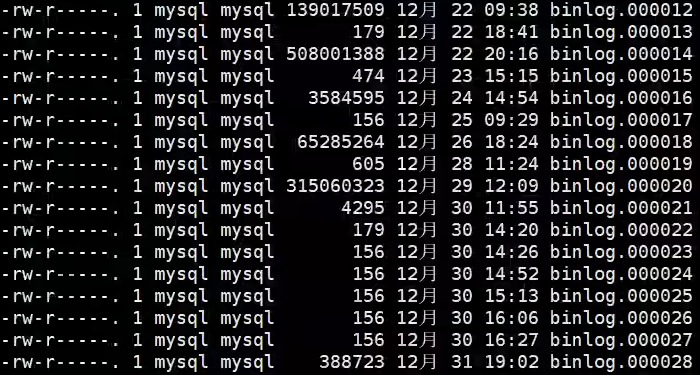 -rw-r-----. 1 mysql mysql 139017509 12月 22 09:38 binlog.000012
-rw-r-----. 1 mysql mysql 179 12月 22 18:41 binlog.000013
-rw-r-----. 1 mysql mysql 508001388 12月 22 20:16 binlog.000014
-rw-r-----. 1 mysql mysql 474 12月 23 15:15 binlog.000015
-rw-r-----. 1 mysql mysql 3584595 12月 24 14:54 binlog.000016
-rw-r-----. 1 mysql mysql 156 12月 25 09:29 binlog.000017
-rw-r-----. 1 mysql mysql 65285264 12月 26 18:24 binlog.000018
-rw-r-----. 1 mysql mysql 605 12月 28 11:24 binlog.000019
-rw-r-----. 1 mysql mysql 315060323 12月 29 12:09 binlog.000020
-rw-r-----. 1 mysql mysql 4295 12月 30 11:55 binlog.000021
-rw-r-----. 1 mysql mysql 179 12月 30 14:20 binlog.000022
-rw-r-----. 1 mysql mysql 156 12月 30 14:26 binlog.000023
-rw-r-----. 1 mysql mysql 156 12月 30 14:52 binlog.000024
-rw-r-----. 1 mysql mysql 156 12月 30 15:13 binlog.000025
-rw-r-----. 1 mysql mysql 156 12月 30 16:06 binlog.000026
-rw-r-----. 1 mysql mysql 156 12月 30 16:27 binlog.000027
-rw-r-----. 1 mysql mysql 388723 12月 31 19:02 binlog.000028